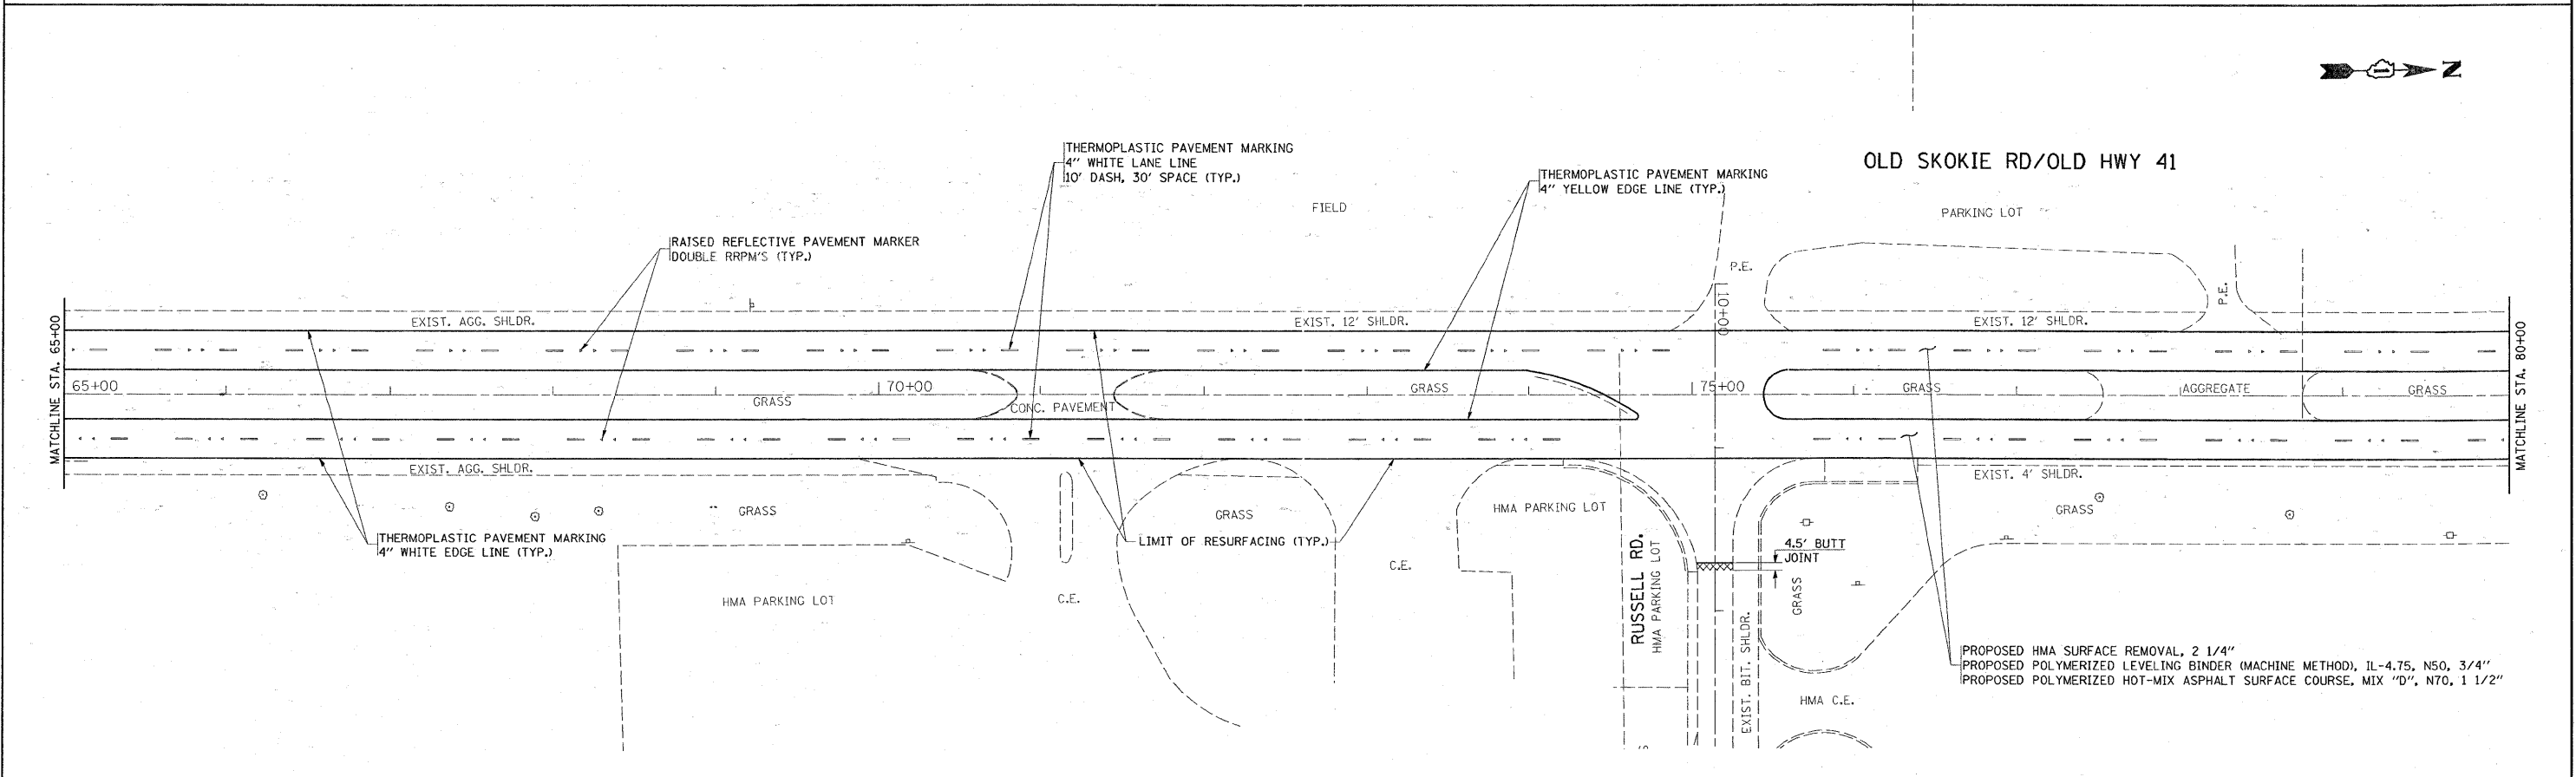 N
OLD SKOKIE RD/OLD HWY 41
THERMOPLASTIC PAVEMENT MARKING
4" WHITE LANE LINE
10' DASH, 30' SPACE (TYP.)
THERMOPLASTIC PAVEMENT MARKING
4" YELLOW EDGE LINE (TYP.)
FIELD
PARKING LOT
RAISED REFLECTIVE PAVEMENT MARKER
DOUBLE RRPM'S (TYP.)
P.E.
P.E.
10+00
EXIST. AGG. SHLDR.
EXIST. 12' SHLDR.
EXIST. 12' SHLDR.
MATCHLINE STA. 65+00
MATCHLINE STA. 80+00
65+00
70+00
75+00
GRASS
CONC. PAVEMENT
GRASS
GRASS
AGGREGATE
GRASS
EXIST. AGG. SHLDR.
EXIST. 4' SHLDR.
GRASS
GRASS
HMA PARKING LOT
GRASS
THERMOPLASTIC PAVEMENT MARKING
4" WHITE EDGE LINE (TYP.)
LIMIT OF RESURFACING (TYP.)
4.5' BUTT
JOINT
C.E.
C.E.
HMA PARKING LOT
RUSSELL RD.
HMA PARKING LOT
GRASS
EXIST. BIT. SHLDR.
HMA C.E.
PROPOSED HMA SURFACE REMOVAL, 2 1/4"
PROPOSED POLYMERIZED LEVELING BINDER (MACHINE METHOD), IL-4.75, N50, 3/4"
PROPOSED POLYMERIZED HOT-MIX ASPHALT SURFACE COURSE, MIX "D", N70, 1 1/2"